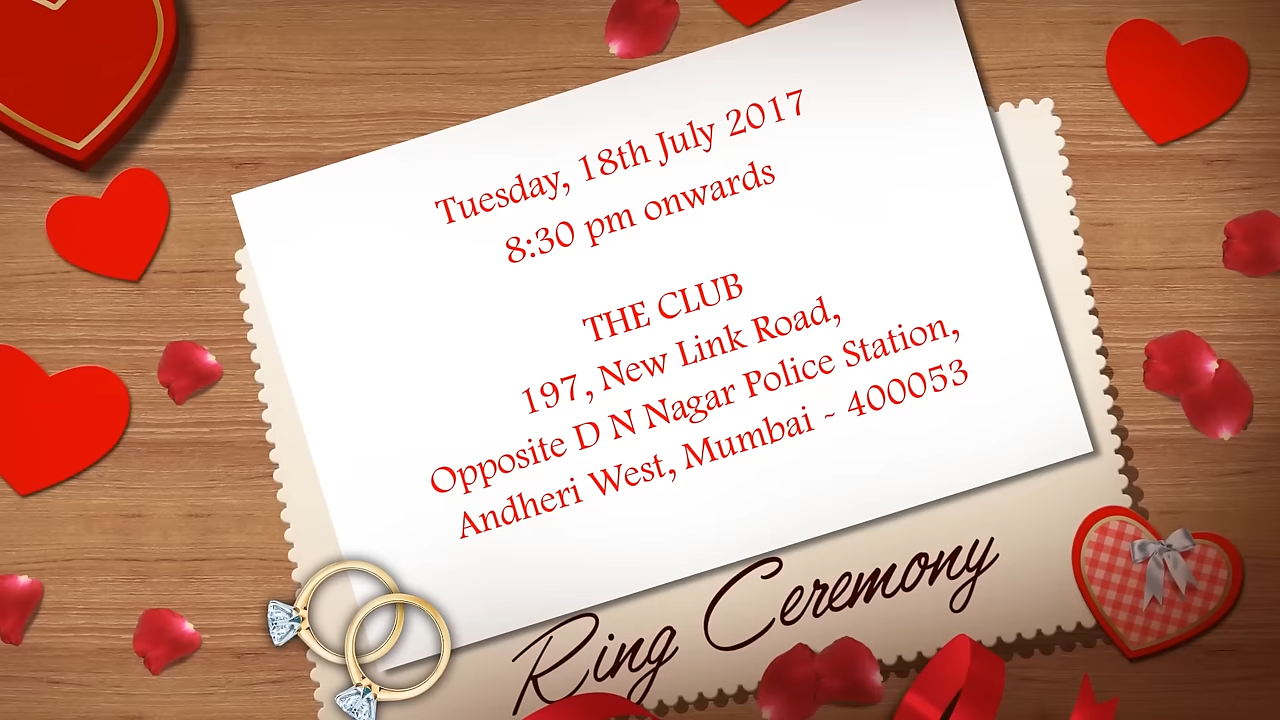 Tuesday, 18th July 2017
8:30 pm onwards
THE CLUB
197, New Link Road,
Opposite D N Nagar Police Station,
Andheri West, Mumbai ~ 400053
Ring Ceremony